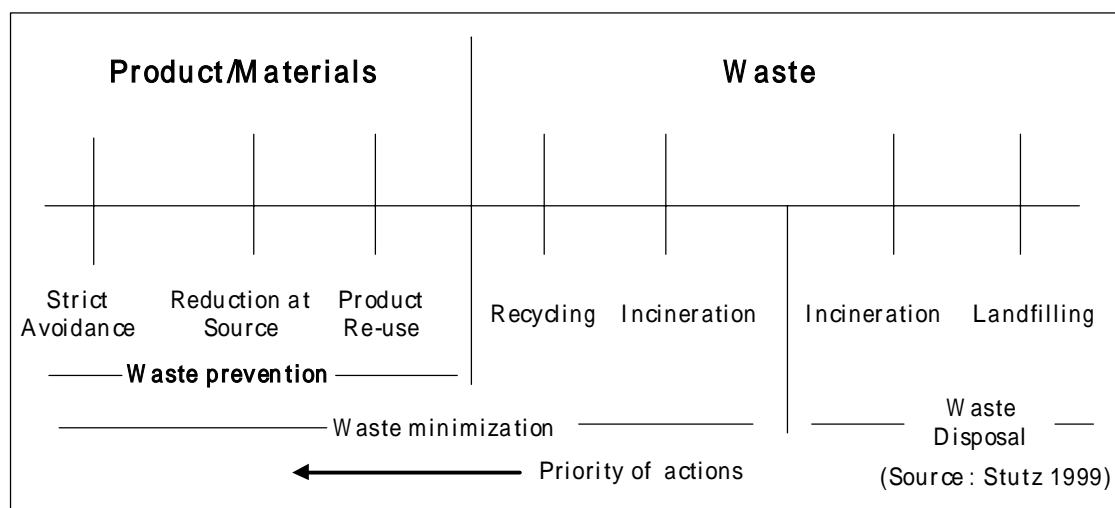 Product/Materials
Waste
Strict
Avoidance
Reduction at
Source
Product
Re-use
Recycling
Incineration
Incineration
Landfilling
Waste prevention
Waste minimization
Waste
Disposal
Priority of actions
(Source: Stutz 1999)